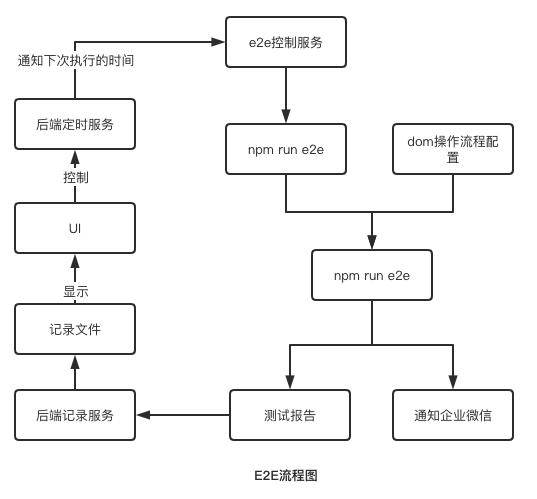 e2e控制服务
通知下次执行的时间
后端定时服务
npm run e2e
dom操作流程配
置
控制
UI
npm run e2e
显示
记录文件
后端记录服务
测试报告
通知企业微信
E2E流程图